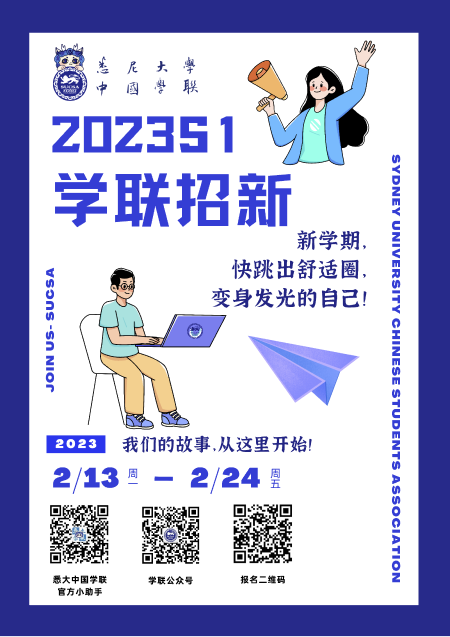 悉尼大學
中國學聯
SUCSA
2023S1
学联招新
新学期,
快跳出舒适圈,
变身发光的自己!
SYDNEY UNIVERSITY CHINESE STUDENTS ASSOCIATION
JOIN US- SUCSA
2023 我们的故事,从这里开始!
2/13 周一 — 2/24 周五
悉大中国学联
官方小助手
学联公众号
报名二维码